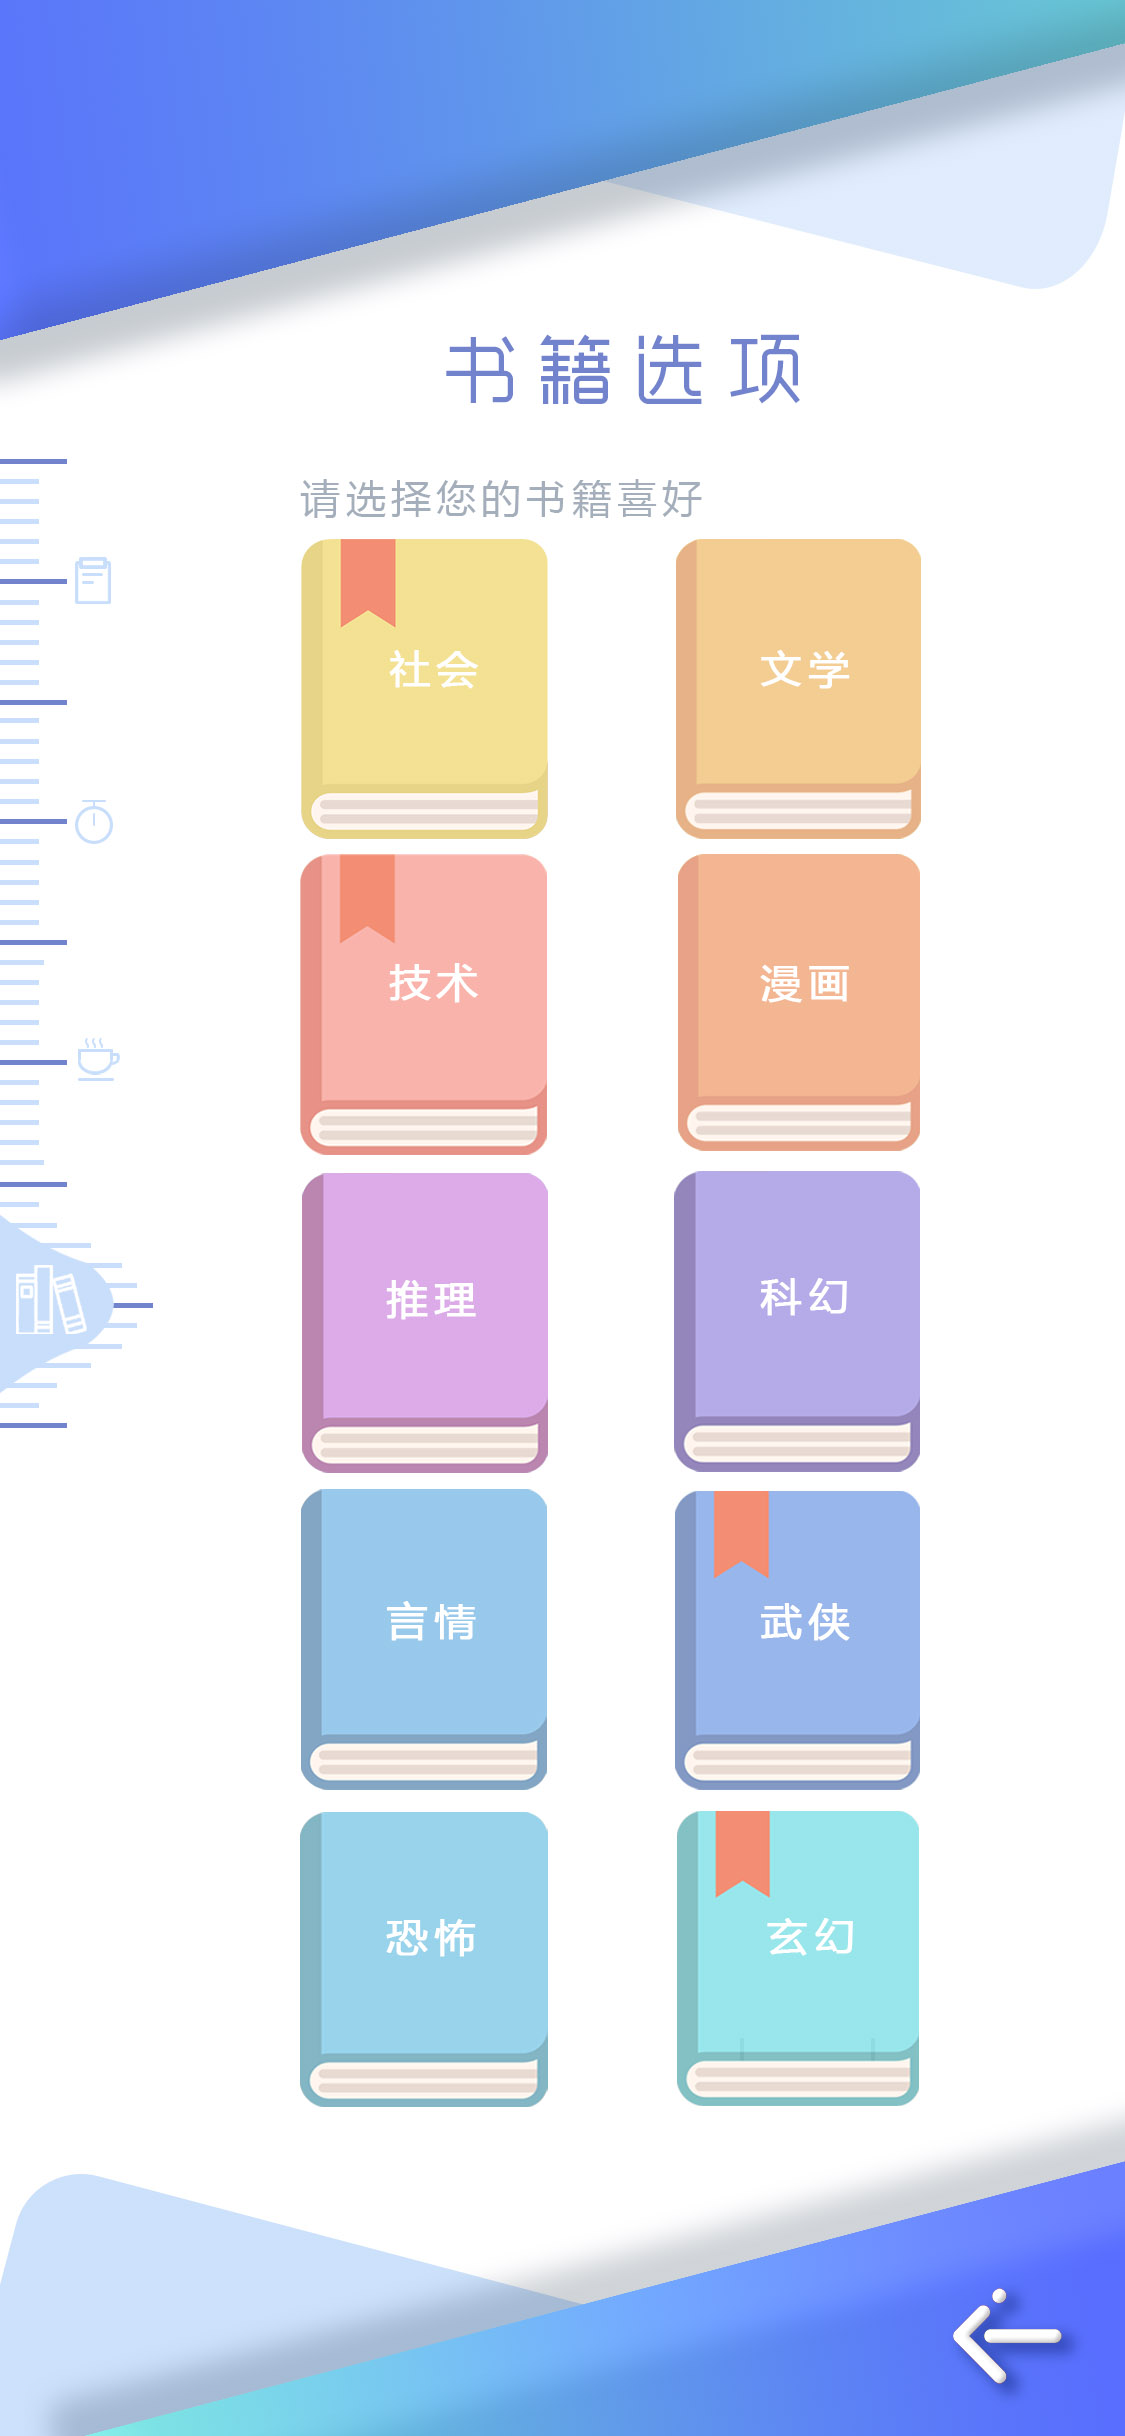 书籍选项
请选择您的书籍喜好
社会
文学
技术
漫画
推理
科幻
言情
武侠
恐怖
玄幻